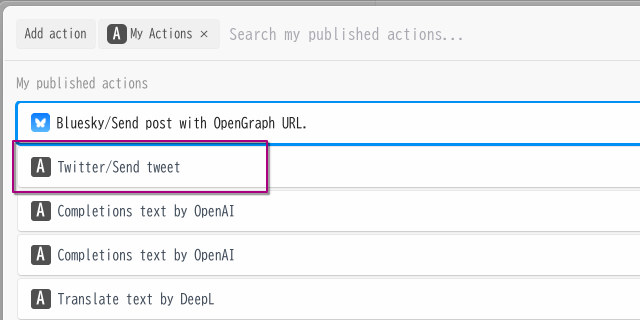 Add action
A My Actions ×
Search my published actions...
My published actions
Bluesky/Send post with OpenGraph URL.
A Twitter/Send tweet
A Completions text by OpenAI
A Completions text by OpenAI
A Translate text by DeepL